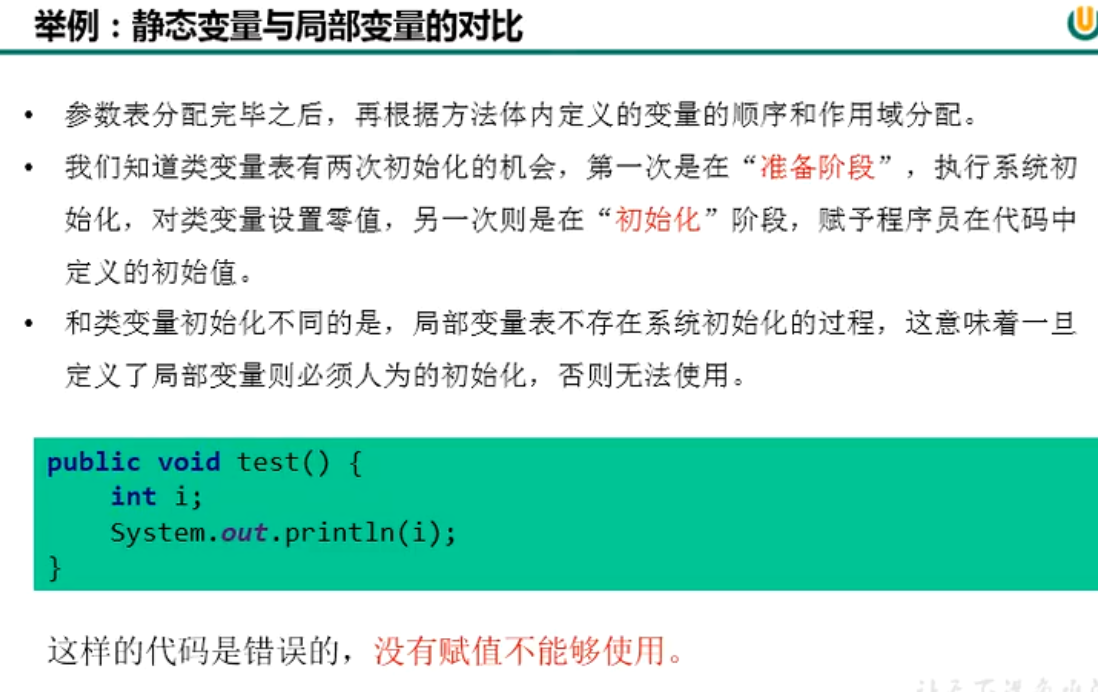 举例：静态变量与局部变量的对比
• 参数表分配完毕之后，再根据方法体内定义的变量的顺序和作用域分配。
• 我们知道类变量表有两次初始化的机会，第一次是在“准备阶段”，执行系统初
始化，对类变量设置零值，另一次则是在“初始化”阶段，赋予程序员在代码中
定义的初始值。
• 和类变量初始化不同的是，局部变量表不存在系统初始化的过程，这意味着一旦
定义了局部变量则必须人为的初始化，否则无法使用。
public void test() {
    int i;
    System.out.println(i);
}
这样的代码是错误的，没有赋值不能够使用。